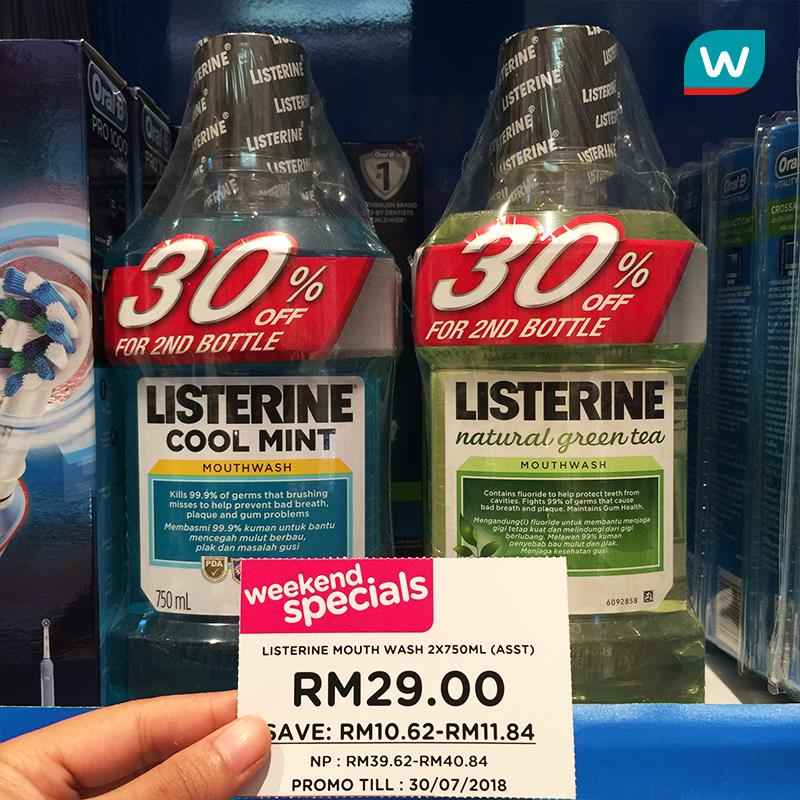 W
LISTERINE
LISTERINE
LISTERINE
LISTERINE
LISTERINE
LISTERINE
Oral-B
PRO 1000
Oral-B
#1
Oral-B
Oral-B
VITALITY
30%
OFF
FOR 2ND BOTTLE
30%
OFF
FOR 2ND BOTTLE
LISTERINE®
COOL MINT
MOUTHWASH
Kills 99.9% of germs that brushing
misses to help prevent bad breath,
plaque and gum problems
Membasmi 99.9% kuman untuk bantu
mencegah mulut berbau,
plak dan masalah gusi
PDA
750 mL
LISTERINE®
natural green tea
MOUTHWASH
Contains fluoride to help protect teeth from
cavities. Fights 99% of germs that cause
bad breath and plaque. Maintains Gum Health.
Mengandung(i) fluoride untuk membantu menjaga
gigi tetap kuat dan melindungi dari gigi
berlubang. Melawan 99% kuman
penyebab bau mulut dan plak.
Menjaga kesehatan gusi.
6092858
weekend
specials
LISTERINE MOUTH WASH 2X750ML (ASST)
RM29.00
SAVE: RM10.62-RM11.84
NP : RM39.62-RM40.84
PROMO TILL : 30/07/2018